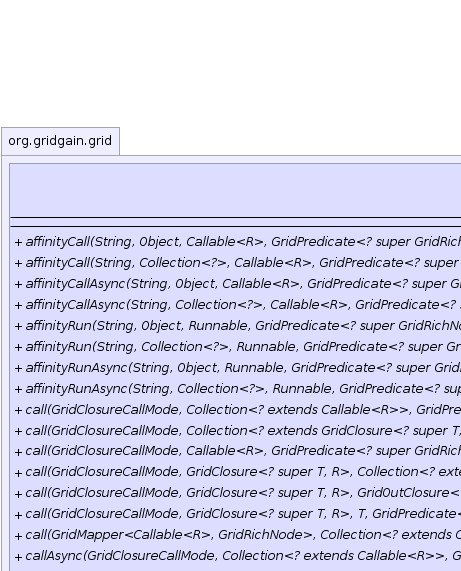 org.gridgain.grid
+ affinityCall(String, Object, Callable<R>, GridPredicate<? super GridRich
+ affinityCall(String, Collection<?>, Callable<R>, GridPredicate<? super
+ affinityCallAsync(String, Object, Callable<R>, GridPredicate<? super G
+ affinityCallAsync(String, Collection<?>, Callable<R>, GridPredicate<?
+ affinityRun(String, Object, Runnable, GridPredicate<? super GridRichN
+ affinityRun(String, Collection<?>, Runnable, GridPredicate<? super Gr
+ affinityRunAsync(String, Object, Runnable, GridPredicate<? super Grid
+ affinityRunAsync(String, Collection<?>, Runnable, GridPredicate<? sup
+ call(GridClosureCallMode, Collection<? extends Callable<R>>, GridPre
+ call(GridClosureCallMode, Collection<? extends GridClosure<? super T,
+ call(GridClosureCallMode, Callable<R>, GridPredicate<? super GridRich
+ call(GridClosureCallMode, GridClosure<? super T, R>, Collection<? exte
+ call(GridClosureCallMode, GridClosure<? super T, R>, GridOutClosure<
+ call(GridClosureCallMode, GridClosure<? super T, R>, T, GridPredicate<
+ call(GridMapper<Callable<R>, GridRichNode>, Collection<? extends C
+ callAsync(GridClosureCallMode, Collection<? extends Callable<R>>, G